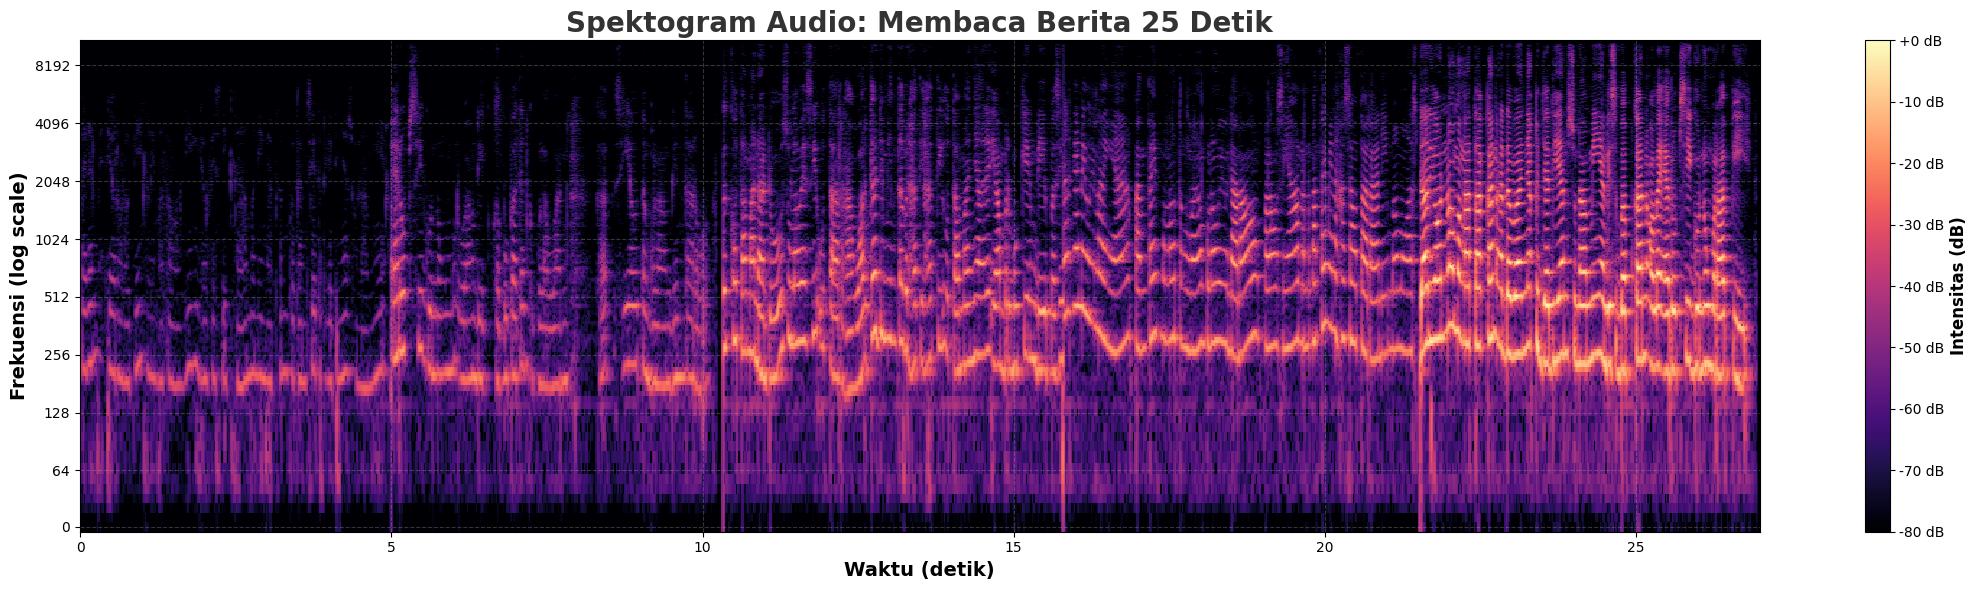 Spektogram Audio: Membaca Berita 25 Detik
Frekuensi (log scale)
8192
4096
2048
1024
512
256
128
64
0
0 5 10 15 20 25
Waktu (detik)
+0 dB
-10 dB
-20 dB
-30 dB
-40 dB
-50 dB
-60 dB
-70 dB
-80 dB
Intensitas (dB)